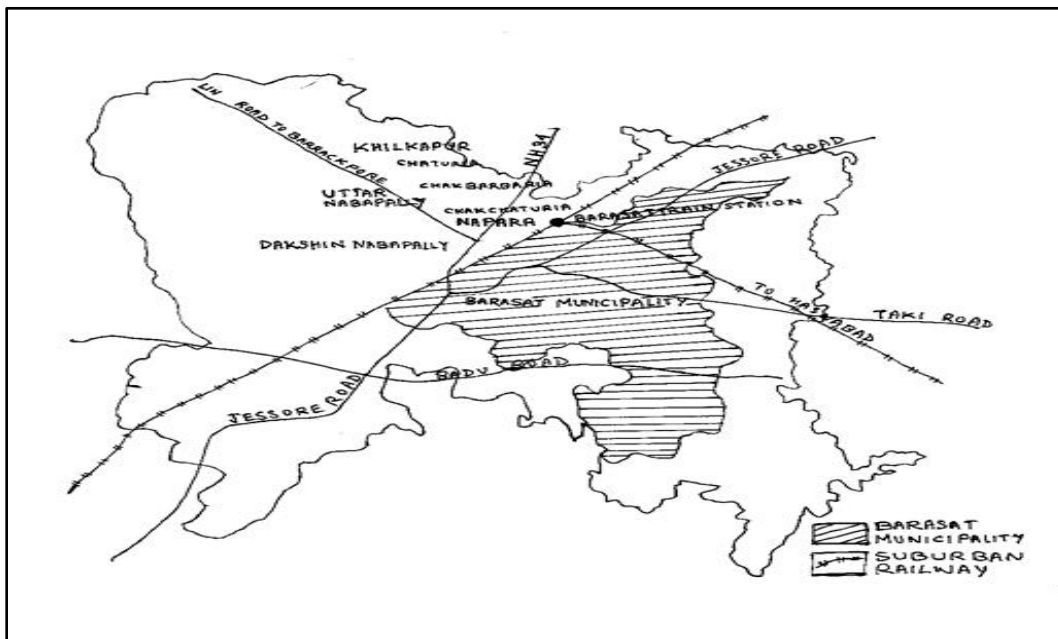 LIN ROAD TO BARRACKPORE
KHILKAPUR
CHATURIA
NH34
JESSORE ROAD
UTTAR
NABAPALLY
CHAKBARBARIA
CHAKCHATURIA
NAPARA
BARASAT TRAIN STATION
DAKSHIN NABAPALLY
BARASAT MUNICIPALITY
TO HASNABAD
TAKI ROAD
BADU ROAD
JESSORE ROAD
BARASAT
MUNICIPALITY
SUBURBAN
RAILWAY